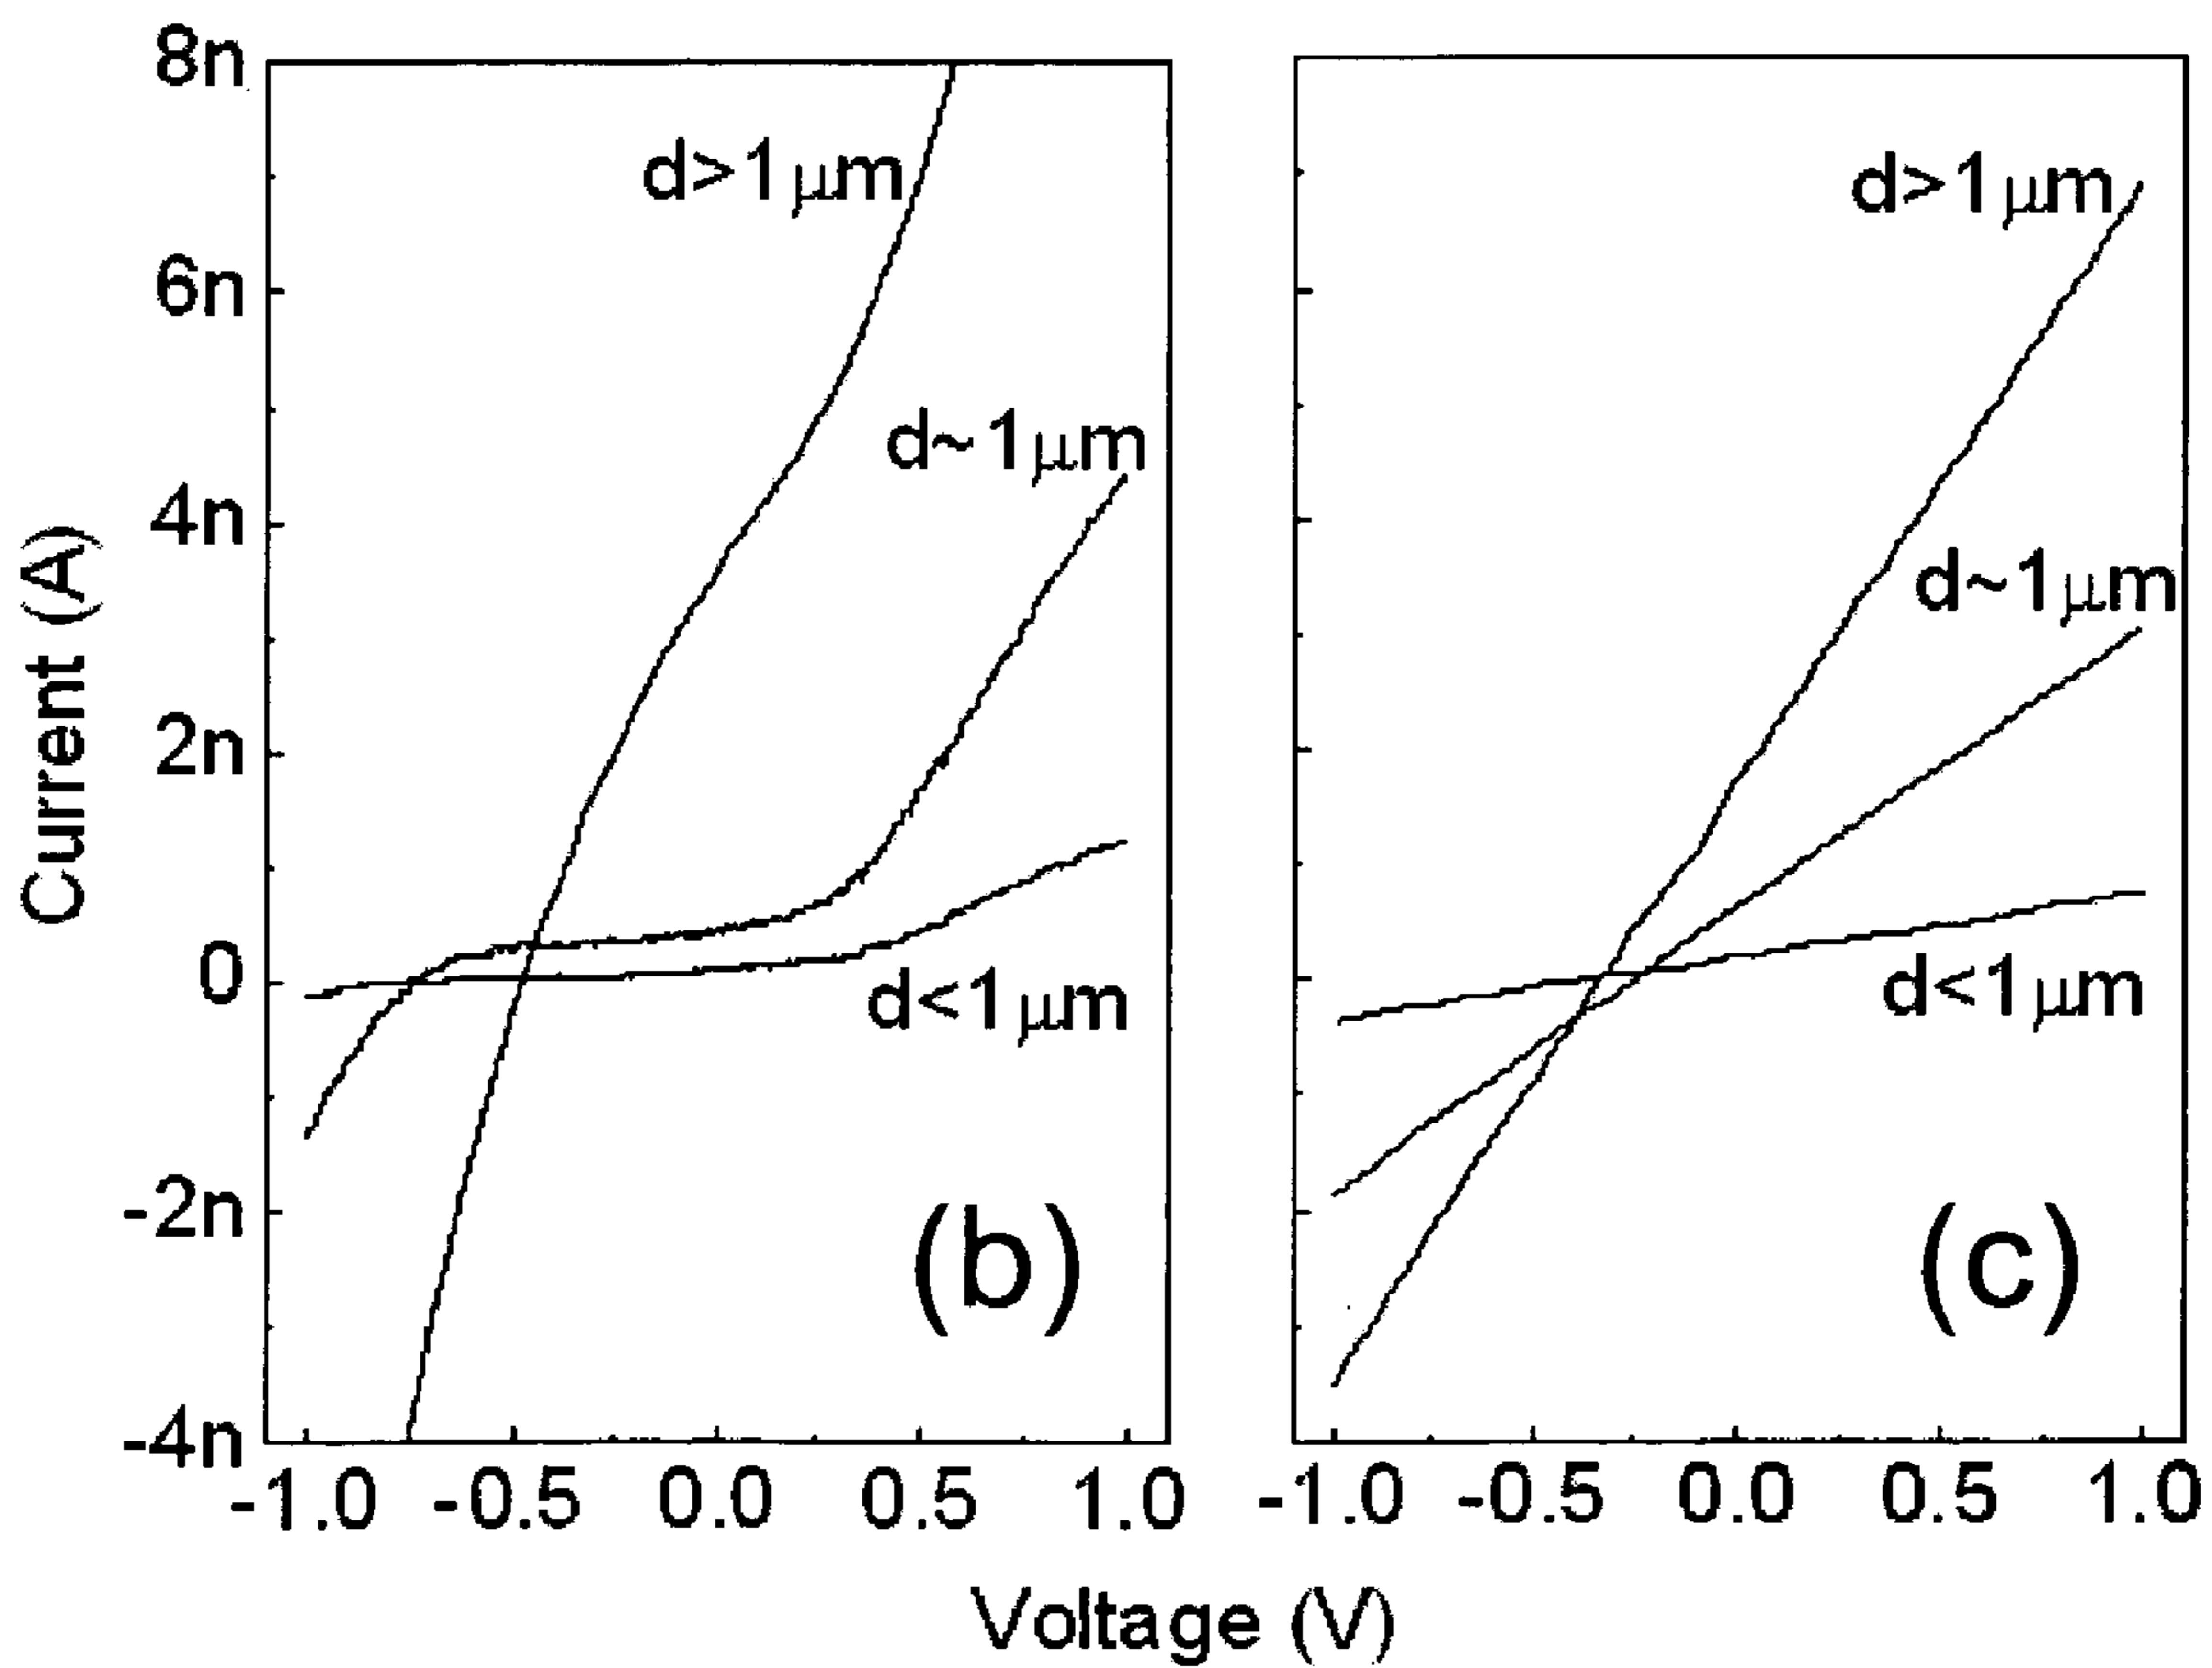 8n
6n
4n
2n
0
-2n
-4n
Current (A)
d>1μm
d~1μm
d<1μm
(b)
-1.0 -0.5 0.0 0.5 1.0
d>1μm
d~1μm
d<1μm
(c)
-1.0 -0.5 0.0 0.5 1.0
Voltage (V)